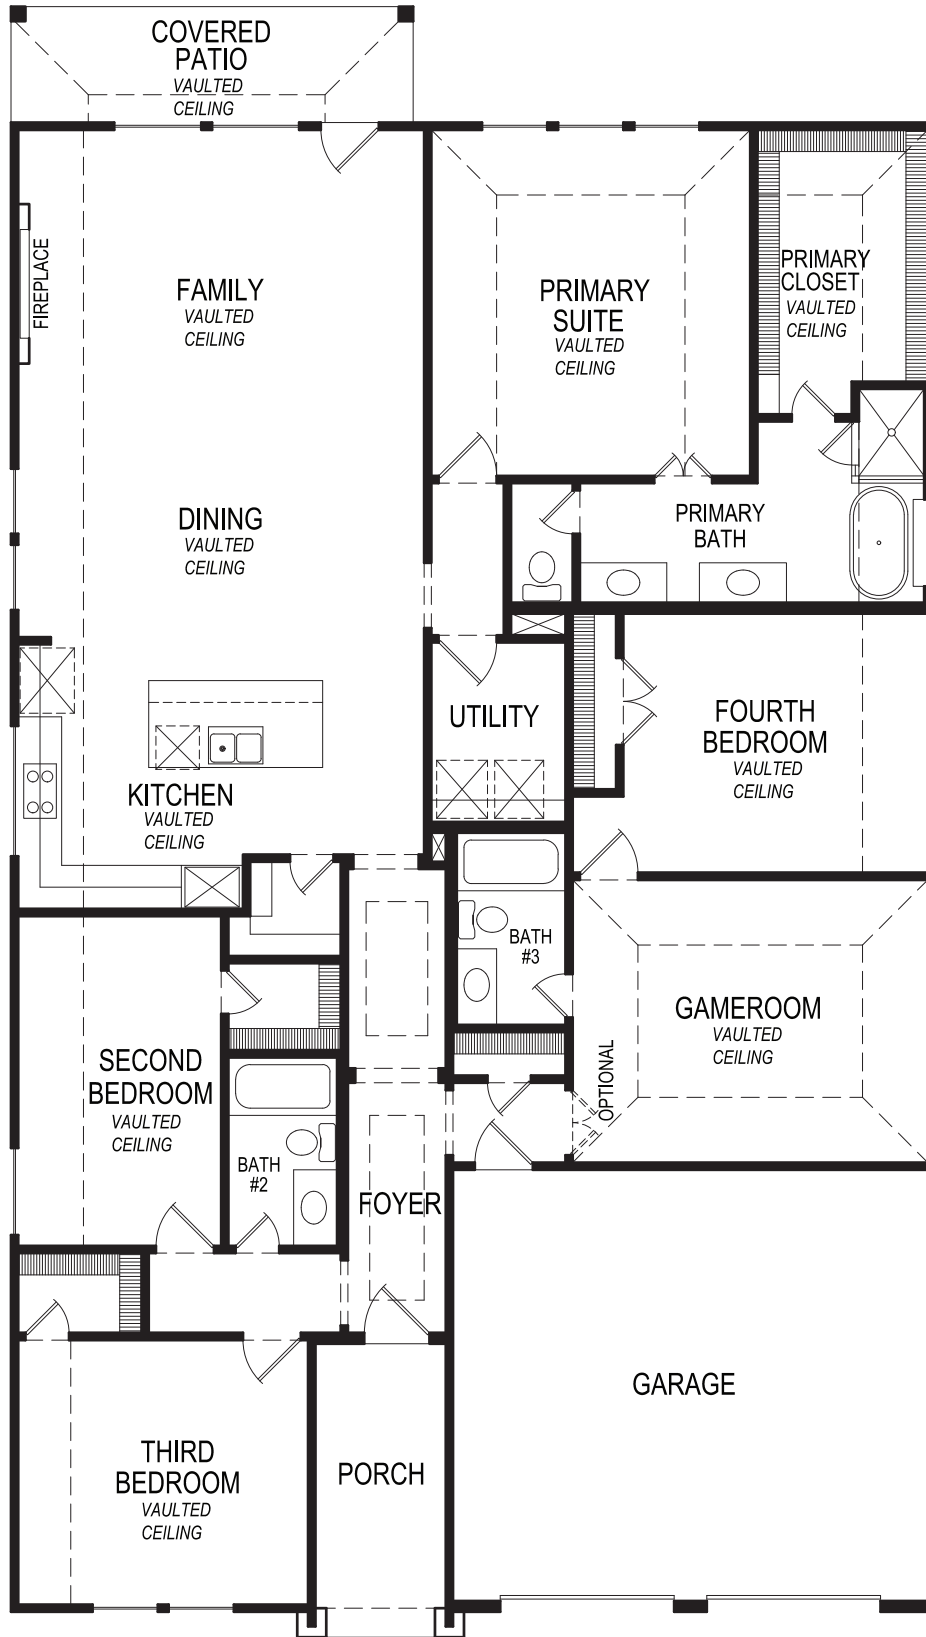 COVERED
PATIO
VAULTED
CEILING
FIREPLACE
FAMILY
VAULTED
CEILING
PRIMARY
SUITE
VAULTED
CEILING
PRIMARY
CLOSET
VAULTED
CEILING
DINING
VAULTED
CEILING
PRIMARY
BATH
KITCHEN
VAULTED
CEILING
UTILITY
FOURTH
BEDROOM
VAULTED
CEILING
BATH
#3
GAMEROOM
VAULTED
CEILING
OPTIONAL
SECOND
BEDROOM
VAULTED
CEILING
BATH
#2
FOYER
GARAGE
THIRD
BEDROOM
VAULTED
CEILING
PORCH